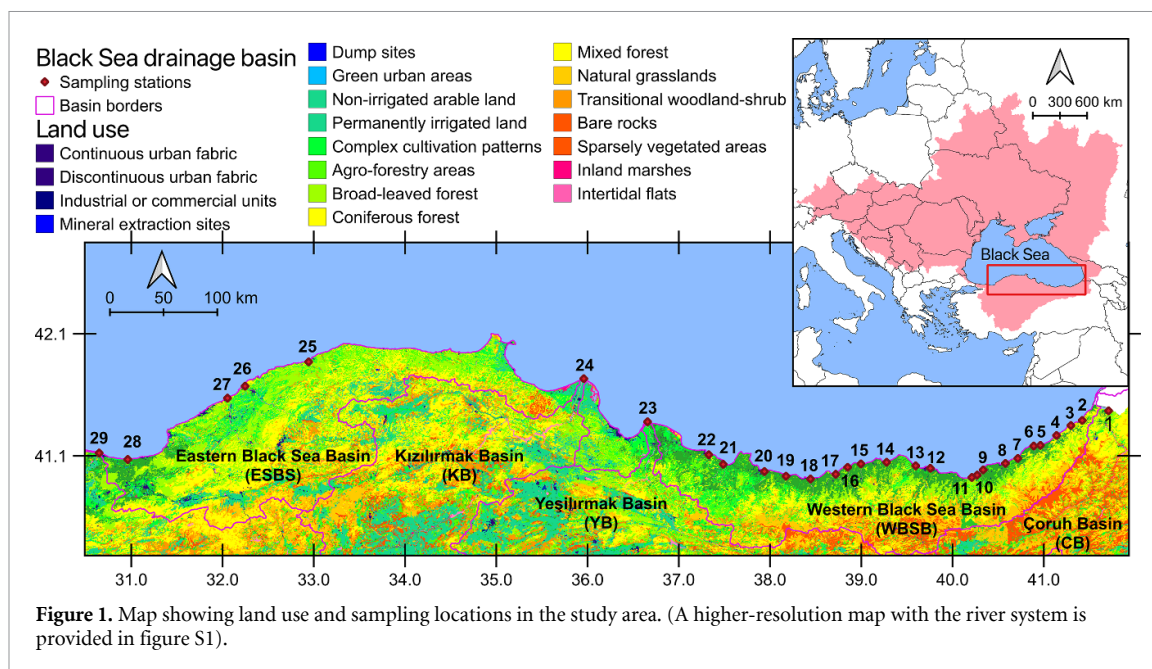 Black Sea drainage basin
Sampling stations
Basin borders
Land use
Continuous urban fabric
Discontinuous urban fabric
Industrial or commercial units
Mineral extraction sites
Dump sites
Green urban areas
Non-irrigated arable land
Permanently irrigated land
Complex cultivation patterns
Agro-forestry areas
Broad-leaved forest
Coniferous forest
Mixed forest
Natural grasslands
Transitional woodland-shrub
Bare rocks
Sparsely vegetated areas
Inland marshes
Intertidal flats
0 300 600 km
Black Sea
0 50 100 km
42.1
41.1
29
28
27
26
25
24
23
22
21
20
19
18
17
16
15
14
13
12
11
10
9
8
7
6
5
4
3
2
1
Eastern Black Sea Basin
(ESBS)
Kızılırmak Basin
(KB)
Yeşilırmak Basin
(YB)
Western Black Sea Basin
(WBSB)
Çoruh Basin
(CB)
31.0 32.0 33.0 34.0 35.0 36.0 37.0 38.0 39.0 40.0 41.0
Figure 1. Map showing land use and sampling locations in the study area. (A higher-resolution map with the river system is
provided in figure S1).